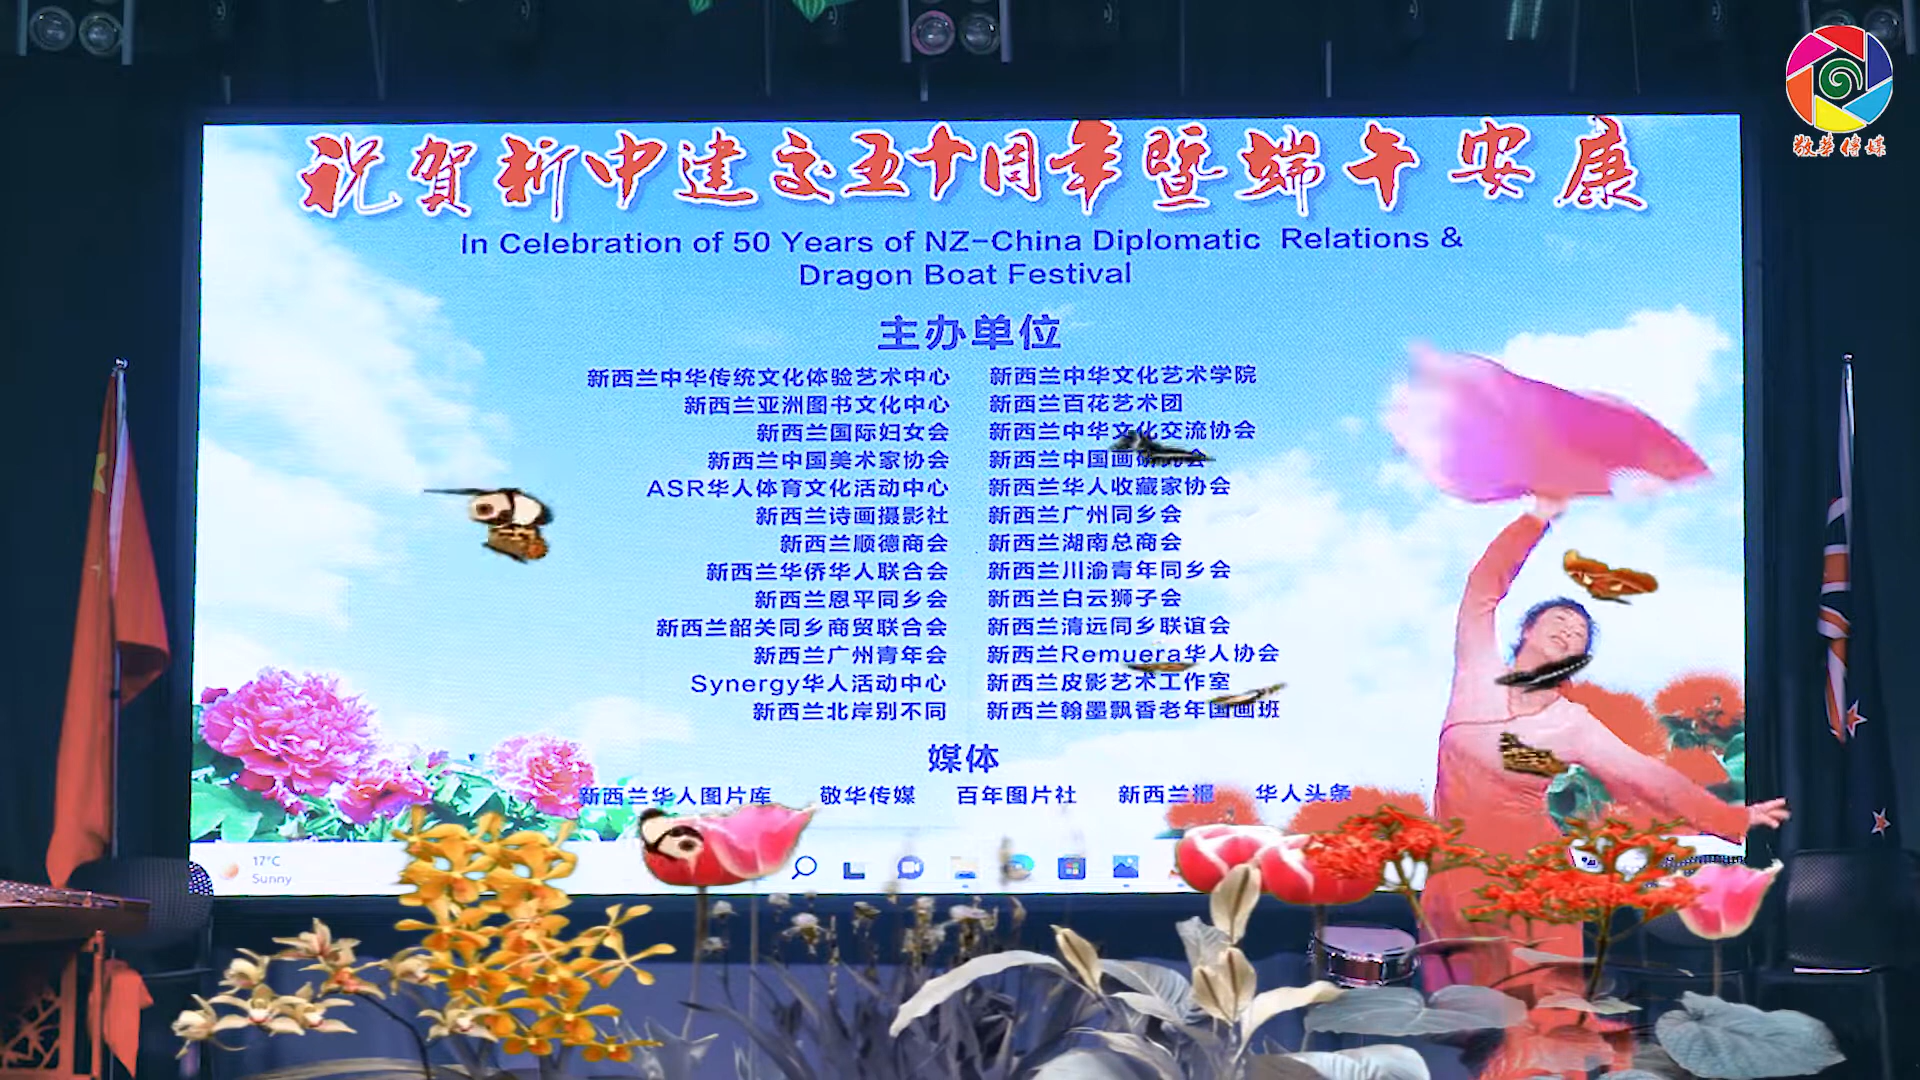 祝贺新中建交五十周年暨端午安康
In Celebration of 50 Years of NZ-China Diplomatic Relations &
Dragon Boat Festival
主办单位
新西兰中华传统文化体验艺术中心 新西兰中华文化艺术学院
新西兰亚洲图书文化中心 新西兰百花艺术团
新西兰国际妇女会 新西兰中华文化交流协会
新西兰中国美术家协会 新西兰中国画
ASR华人体育文化活动中心 新西兰华人收藏家协会
新西兰诗画摄影社 新西兰广州同乡会
新西兰顺德商会 新西兰湖南总商会
新西兰华侨华人联合会 新西兰川渝青年同乡会
新西兰恩平同乡会 新西兰白云狮子会
新西兰韶关同乡商贸联合会 新西兰清远同乡联谊会
新西兰广州青年会 新西兰Remuera华人协会
Synergy华人活动中心 新西兰皮影艺术工作室
新西兰北岸别不同 新西兰翰墨飘香老年国画班
媒体
新西兰华人图片库 敬华传媒 百年图片社 新西兰报 华人头条
17°C
Sunny
敬华传媒